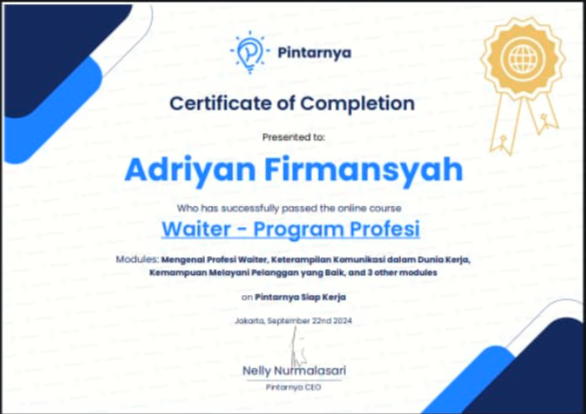 Pintarnya
Certificate of Completion
Presented to:
Adriyan Firmansyah
Who has successfully passed the online course
Waiter - Program Profesi
Modules: Mengenal Profesi Waiter, Keterampilan Komunikasi dalam Dunia Kerja,
Kemampuan Melayani Pelanggan yang Baik, and 3 other modules
on Pintarnya Siap Kerja
Jakarta, September 22nd 2024
Nelly Nurmalasari
Pintarnya CEO